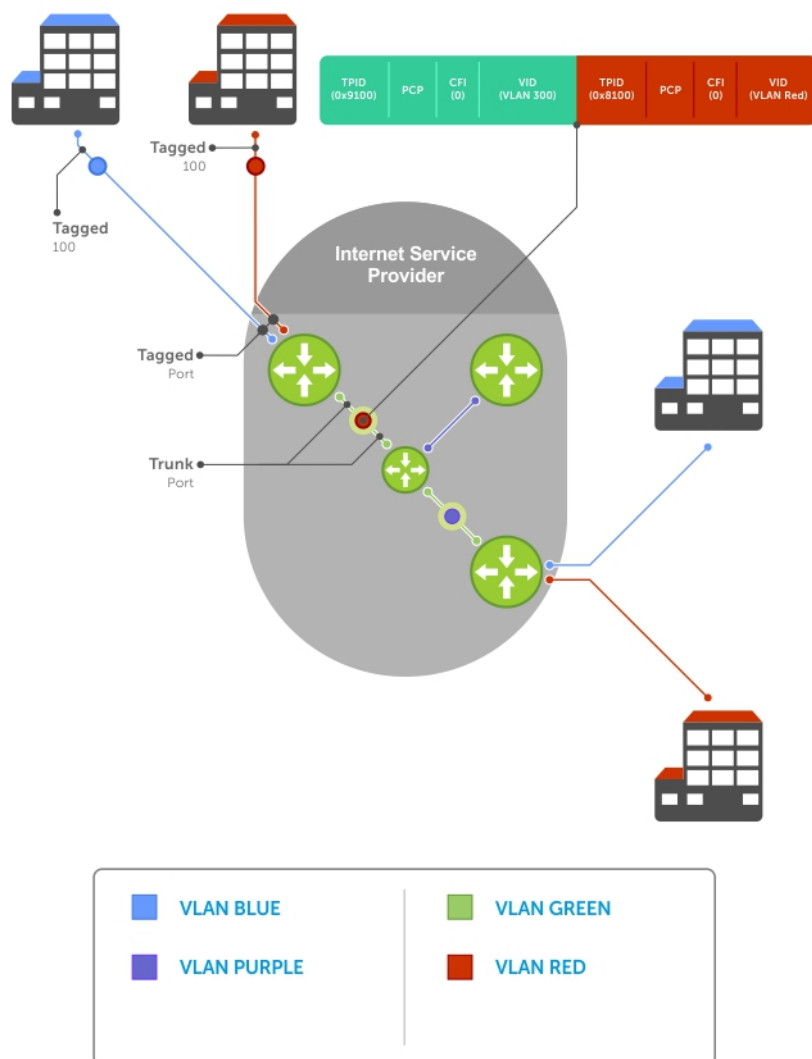 TPID
(0x9100)
PCP
CFI
(0)
VID
(VLAN 300)
TPID
(0x8100)
PCP
CFI
(0)
VID
(VLAN Red)
Tagged
100
Tagged
100
Internet Service
Provider
Tagged
Port
Trunk
Port
VLAN BLUE
VLAN GREEN
VLAN PURPLE
VLAN RED